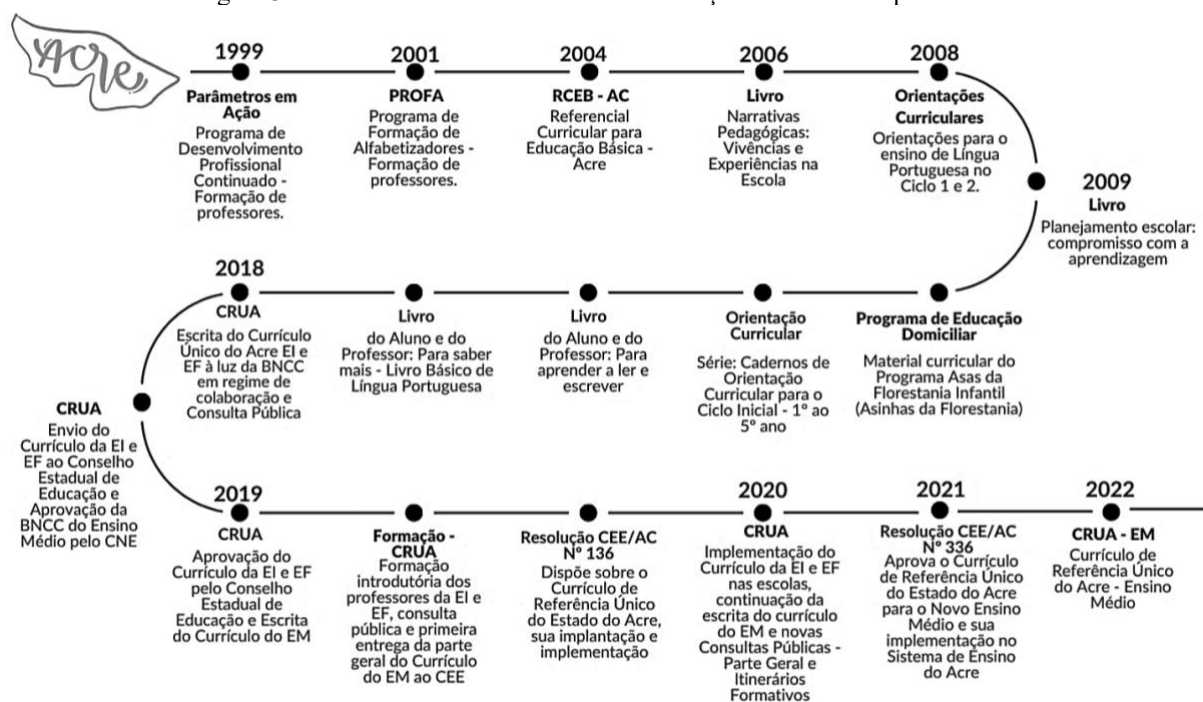 Acre
1999
Parâmetros em
Ação
Programa de
Desenvolvimento
Profissional
Continuado -
Formação de
professores.
2001
PROFA
Programa de
Formação de
Alfabetizadores -
Formação de
professores.
2004
RCEB - AC
Referencial
Curricular para
Educação Básica -
Acre
2006
Livro
Narrativas
Pedagógicas:
Vivências e
Experiências na
Escola
2008
Orientações
Curriculares
Orientações para o
ensino de Língua
Portuguesa no
Ciclo 1 e 2.
2009
Livro
Planejamento escolar:
compromisso com a
aprendizagem
Programa de Educação
Domiciliar
Material curricular do
Programa Asas da
Florestania Infantil
(Asinhas da Florestania)
Orientação
Curricular
Série: Cadernos de
Orientação
Curricular para o
Ciclo Inicial - 1º ao
5º ano
Livro
do Aluno e do
Professor: Para
aprender a ler e
escrever
Livro
do Aluno e do
Professor: Para saber
mais - Livro Básico de
Língua Portuguesa
2018
CRUA
Escrita do Currículo
Único do Acre EI e
EF à luz da BNCC
em regime de
colaboração e
Consulta Pública
CRUA
Envio do
Currículo da EI e
EF ao Conselho
Estadual de
Educação e
Aprovação da
BNCC do Ensino
Médio pelo CNE
2019
CRUA
Aprovação do
Currículo da EI e EF
pelo Conselho
Estadual de
Educação e Escrita
do Currículo do EM
Formação -
CRUA
Formação
introdutória dos
professores da EI e
EF, consulta
pública e primeira
entrega da parte
geral do Currículo
do EM ao CEE
Resolução CEE/AC
Nº 136
Dispõe sobre o
Currículo de
Referência Único
do Estado do Acre,
sua implantação e
implementação
2020
CRUA
Implementação do
Currículo da EI e EF
nas escolas,
continuação da
escrita do currículo
do EM e novas
Consultas Públicas -
Parte Geral e
Itinerários
Formativos
2021
Resolução CEE/AC
Nº 336
Aprova o Currículo
de Referência Único
do Estado do Acre
para o Novo Ensino
Médio e sua
implementação no
Sistema de Ensino
do Acre
2022
CRUA - EM
Currículo de
Referência Único
do Acre - Ensino
Médio